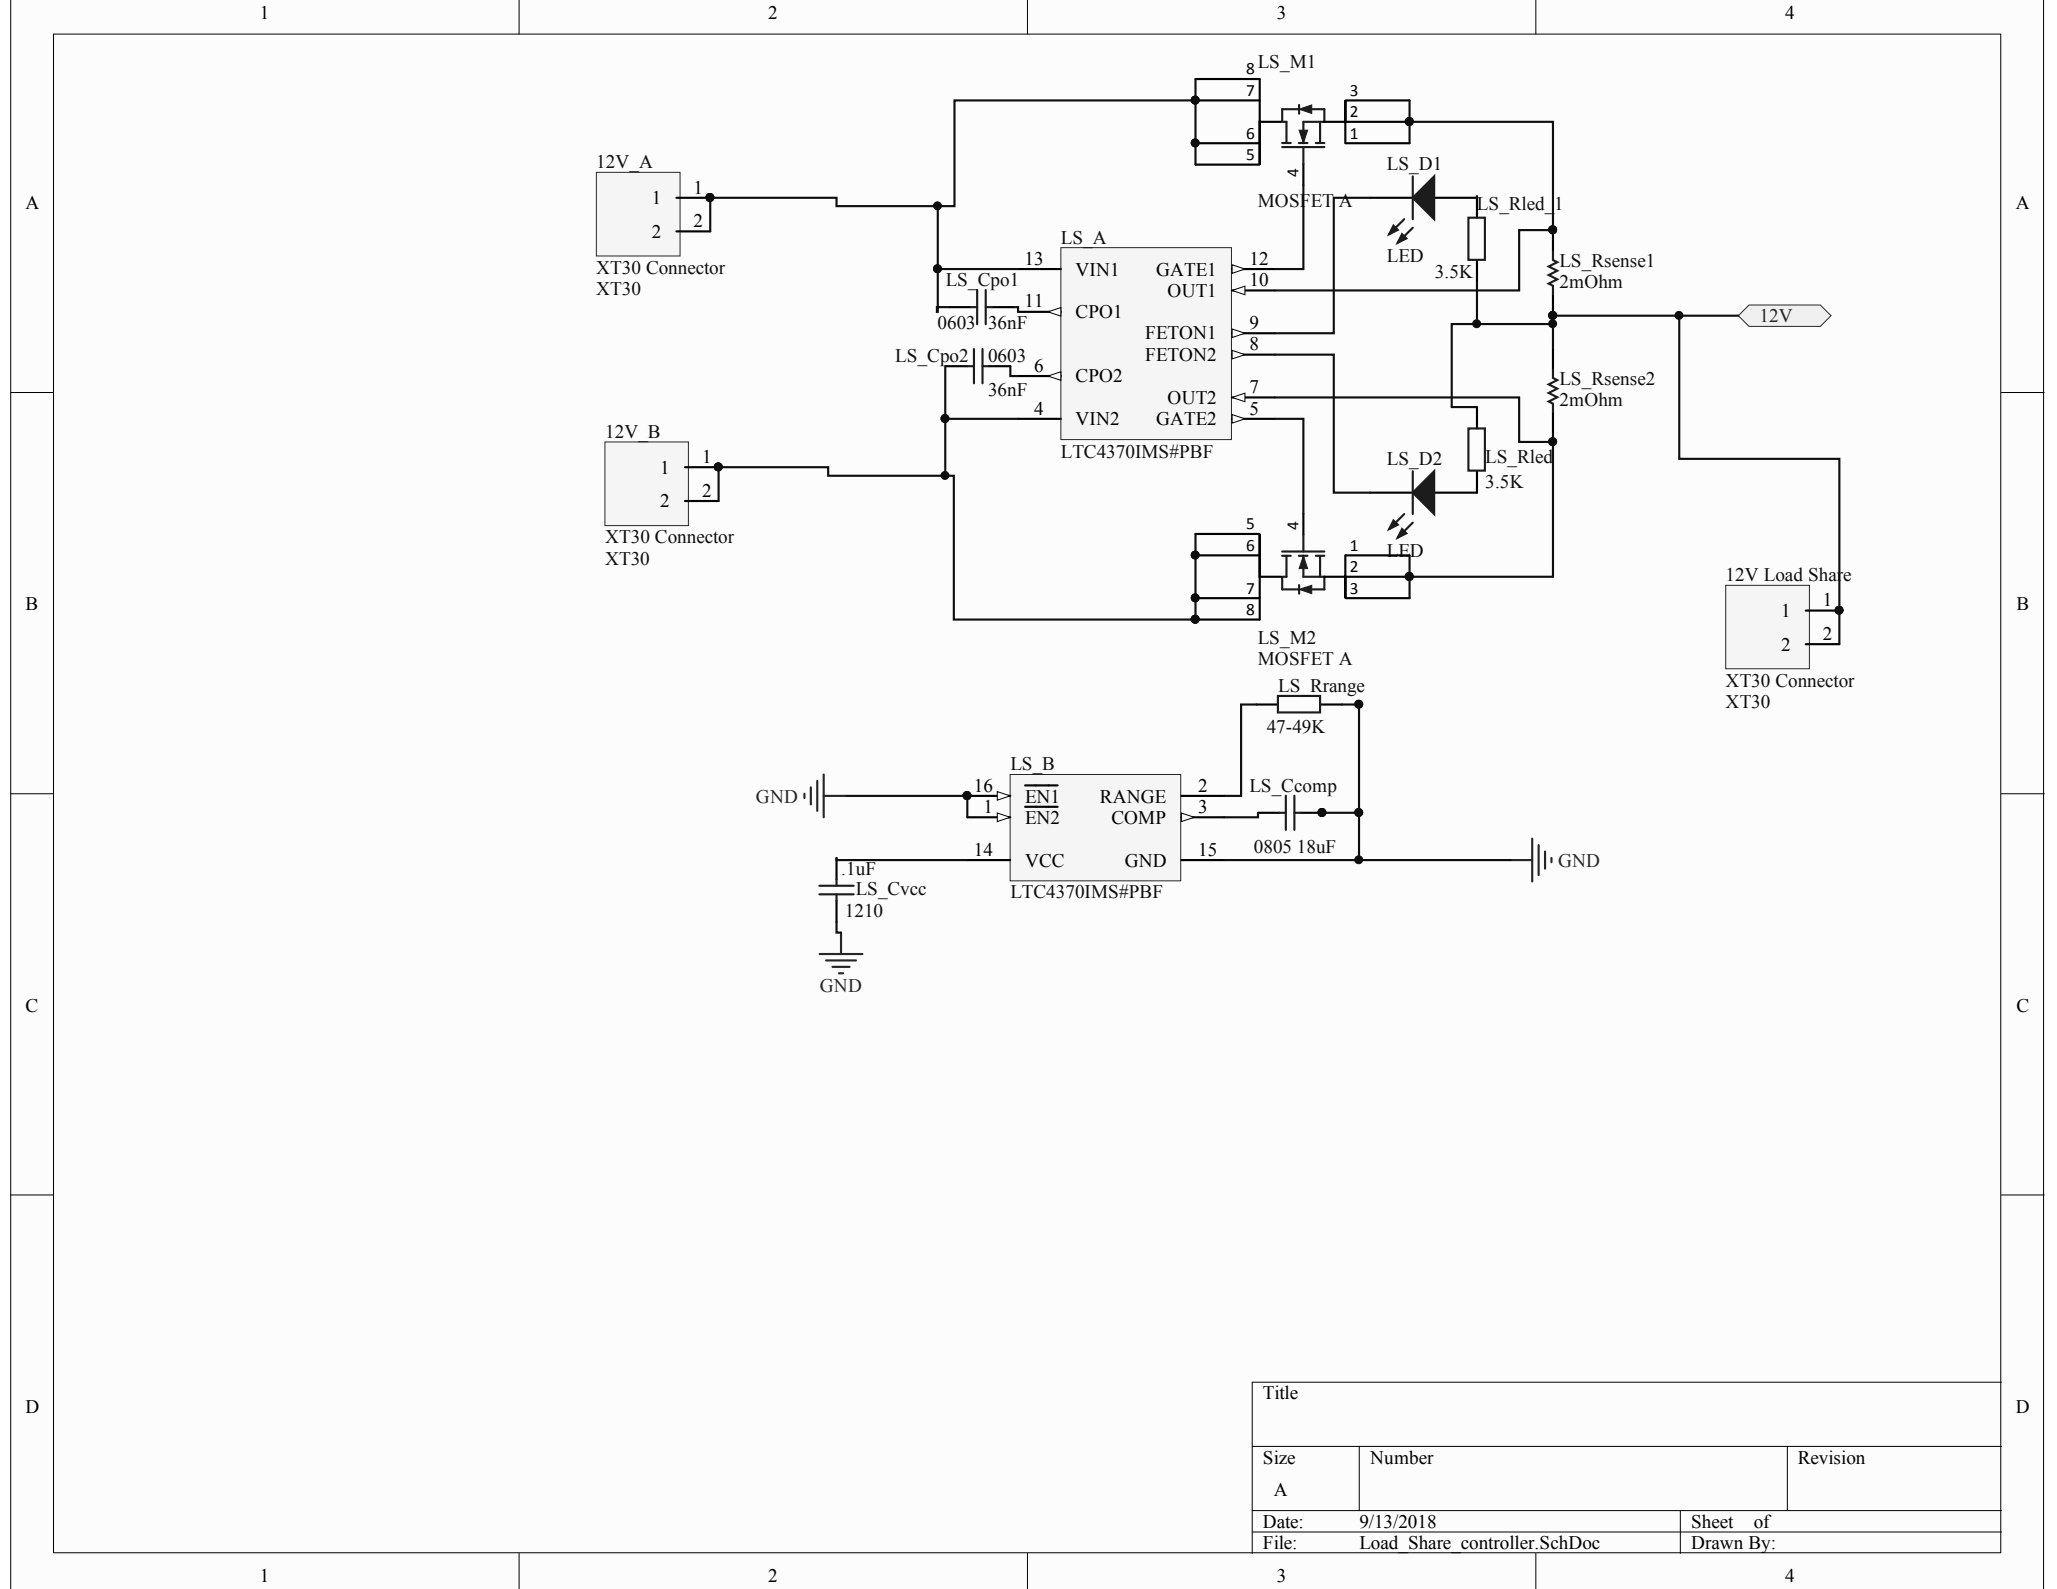 1 2 3 4
A A
B B
C C
D D
1 2 3 4
8 LS_M1
7
6
5
3
2
1
4
MOSFET A
12V_A
1 1
2 2
XT30 Connector
XT30
LS_D1
LED
LS_Rled_1
3.5K
LS_A
13 VIN1 GATE1 12
OUT1 10
LS_Cpo1
11 CPO1
0603 36nF
FETON1 9
FETON2 8
LS_Cpo2 0603
6 CPO2
36nF
OUT2 7
4 VIN2 GATE2 5
LTC4370IMS#PBF
LS_Rsense1
2mOhm
12V
LS_Rsense2
2mOhm
12V_B
1 1
2 2
XT30 Connector
XT30
LS_D2
LED
LS_Rled
3.5K
4
5
6
7
8
1
2
3
LS_M2
MOSFET A
12V Load Share
1 1
2 2
XT30 Connector
XT30
LS_Rrange
47-49K
LS_B
GND 16 EN1 RANGE 2
1 EN2 COMP 3
LS_Ccomp
0805 18uF
14 VCC GND 15
GND
LTC4370IMS#PBF
.1uF
LS_Cvcc
1210
GND
Title
Size Number Revision
A
Date: 9/13/2018 Sheet of
File: Load_Share_controller.SchDoc Drawn By: